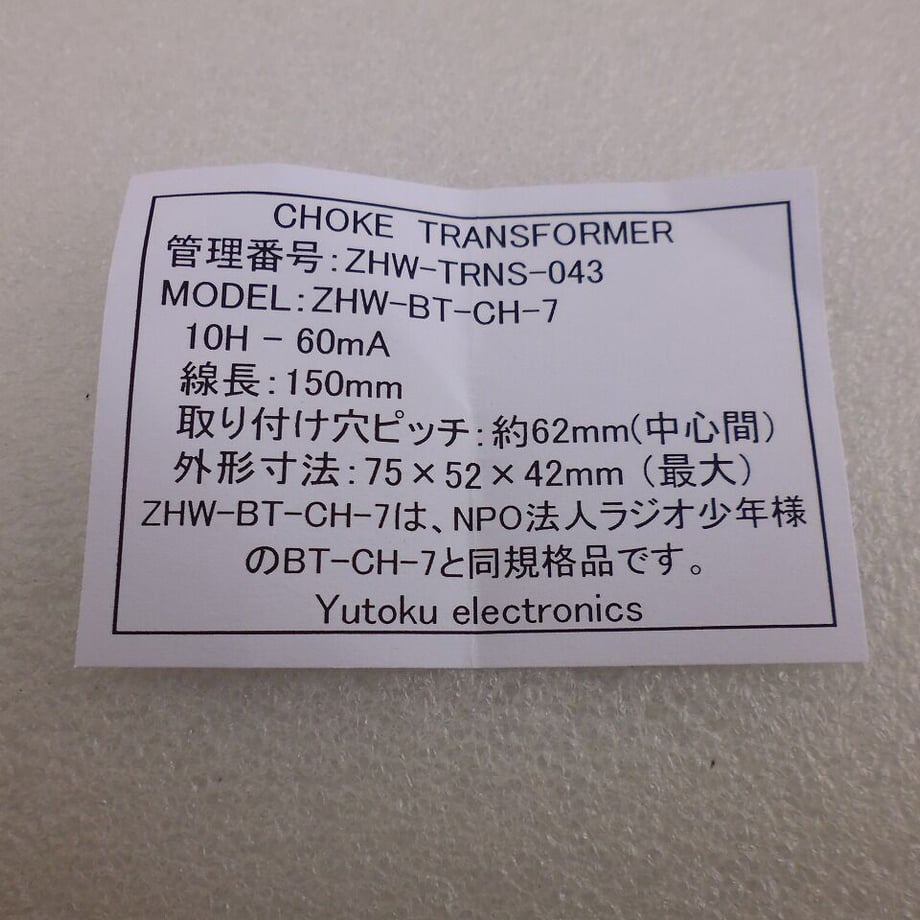 CHOKE TRANSFORMER
管理番号:ZHW-TRNS-043
MODEL:ZHW-BT-CH-7
10H - 60mA
線長:150mm
取り付け穴ピッチ:約62mm(中心間)
外形寸法:75×52×42mm (最大)
ZHW-BT-CH-7は、NPO法人ラジオ少年様
のBT-CH-7と同規格品です。
Yutoku electronics